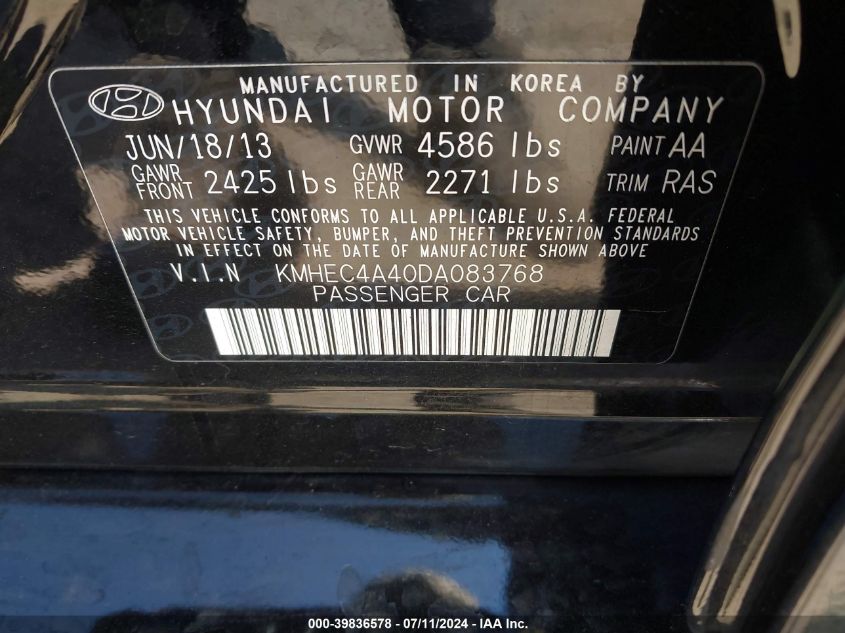 MANUFACTURED IN KOREA BY
HYUNDAI MOTOR COMPANY
JUN/18/13 GVWR 4586 lbs PAINT AA
GAWR FRONT 2425 lbs GAWR REAR 2271 lbs TRIM RAS
THIS VEHICLE CONFORMS TO ALL APPLICABLE U.S.A. FEDERAL
MOTOR VEHICLE SAFETY, BUMPER, AND THEFT PREVENTION STANDARDS
IN EFFECT ON THE DATE OF MANUFACTURE SHOWN ABOVE
V.I.N KMHEC4A40DA083768
PASSENGER CAR
000-39836578 - 07/11/2024 - IAA Inc.